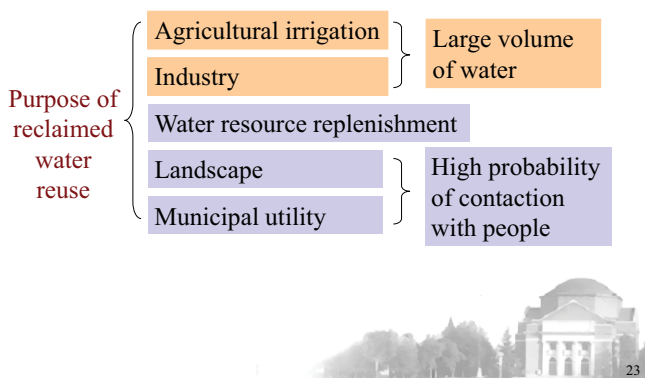 Purpose of
reclaimed
water
reuse
Agricultural irrigation
Industry
Large volume
of water
Water resource replenishment
Landscape
Municipal utility
High probability
of contaction
with people
23